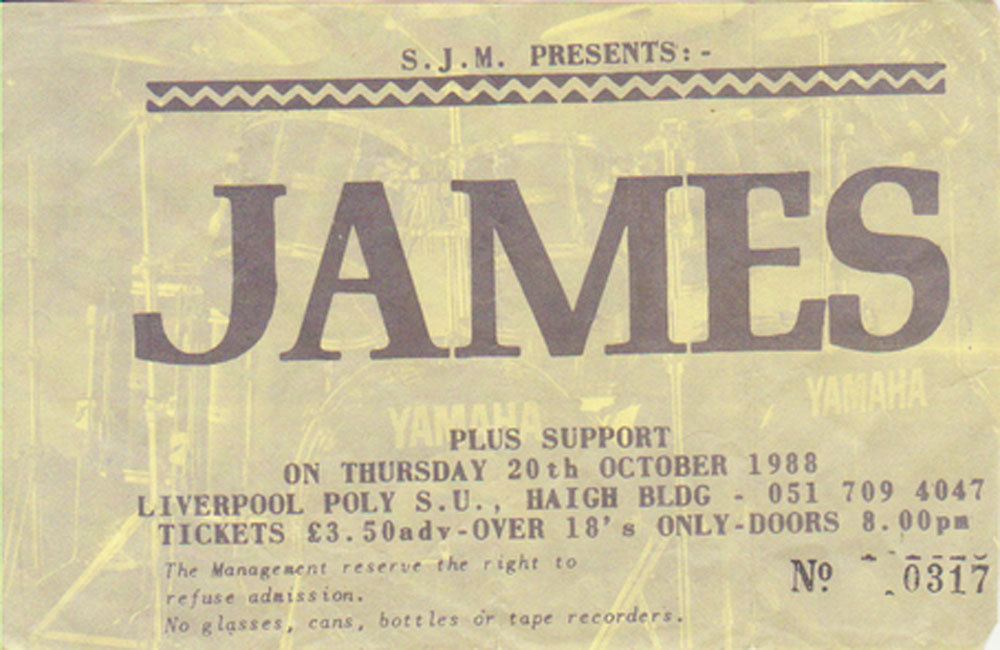 S.J.M. PRESENTS:-
JAMES
YAMAHA
YAMAHA
PLUS SUPPORT
ON THURSDAY 20th OCTOBER 1988
LIVERPOOL POLY S.U., HAIGH BLDG - 051 709 4047
TICKETS £3.50adv-OVER 18's ONLY-DOORS 8.00pm
The Management reserve the right to
refuse admission.
No glasses, cans, bottles or tape recorders.
Nº 0317